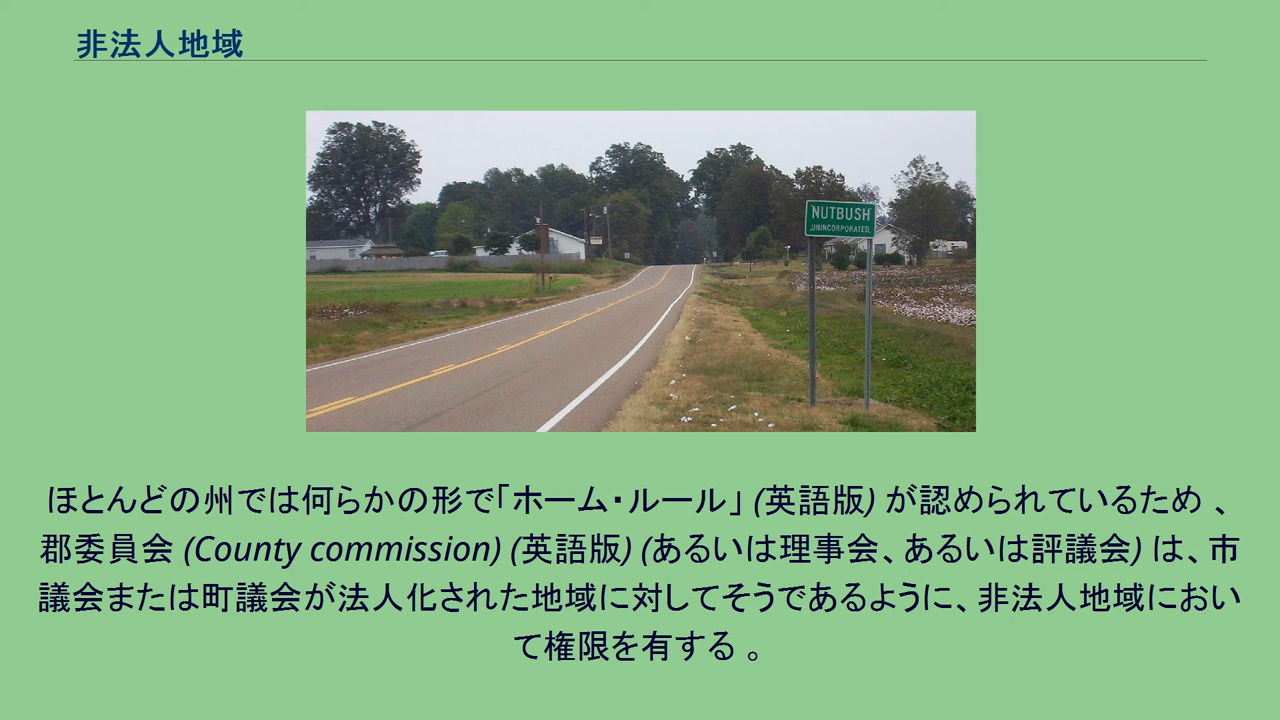 非法人地域
NUTBUSH
UNINCORPORATED
ほとんどの州では何らかの形で「ホーム・ルール」 (英語版) が認められているため 、
郡委員会 (County commission) (英語版) (あるいは理事会、あるいは評議会) は、市
議会または町議会が法人化された地域に対してそうであるように、非法人地域におい
て権限を有する 。